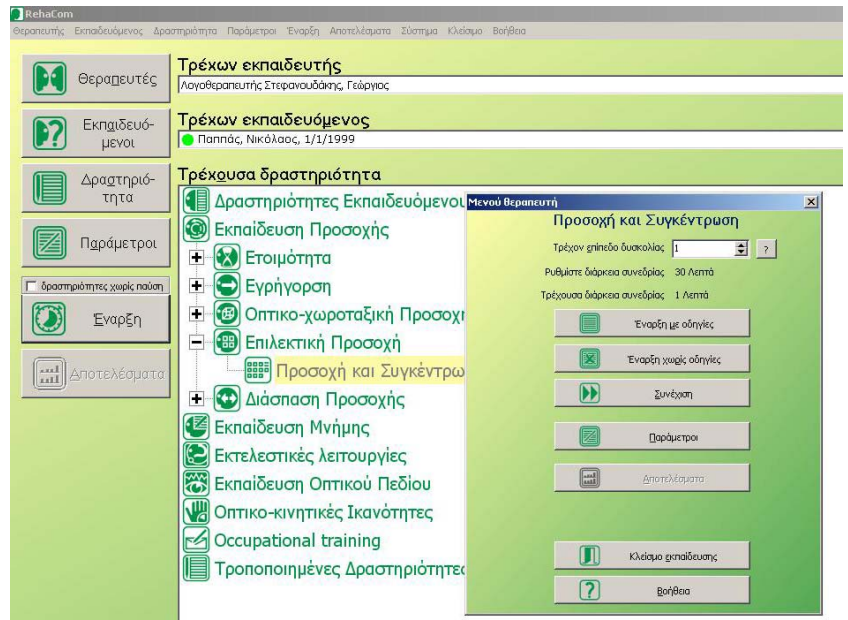 RehaCom
Θεραπευτής Εκπαιδευόμενος Δραστηριότητα Παράμετροι Έναρξη Αποτελέσματα Σύστημα Κλείσιμο Βοήθεια
Θεραπευτές
Εκπαιδευό-
μενοι
Δραστηριό-
τητα
Παράμετροι
δραστηριότητες χωρίς παύση
Έναρξη
Αποτελέσματα
Τρέχων εκπαιδευτής
Λογοθεραπευτής Στεφανουδάκης, Γεώργιος
Τρέχων εκπαιδευόμενος
Παππάς, Νικόλαος, 1/1/1999
Τρέχουσα δραστηριότητα
Δραστηριότητες Εκπαιδευόμενου
Εκπαίδευση Προσοχής
Ετοιμότητα
Εγρήγορση
Οπτικο-χωροταξική Προσοχή
Επιλεκτική Προσοχή
Προσοχή και Συγκέντρω
Διάσπαση Προσοχής
Εκπαίδευση Μνήμης
Εκτελεστικές λειτουργίες
Εκπαίδευση Οπτικού Πεδίου
Οπτικο-κινητικές Ικανότητες
Occupational training
Τροποποιημένες Δραστηριότητες
Μενού θεραπευτή
Προσοχή και Συγκέντρωση
Τρέχον επίπεδο δυσκολίας 1 ?
Ρυθμίστε διάρκεια συνεδρίας 30 Λεπτά
Τρέχουσα διάρκεια συνεδρίας 1 Λεπτά
Έναρξη με οδηγίες
Έναρξη χωρίς οδηγίες
Συνέχιση
Παράμετροι
Αποτελέσματα
Κλείσιμο εκπαίδευσης
Βοήθεια